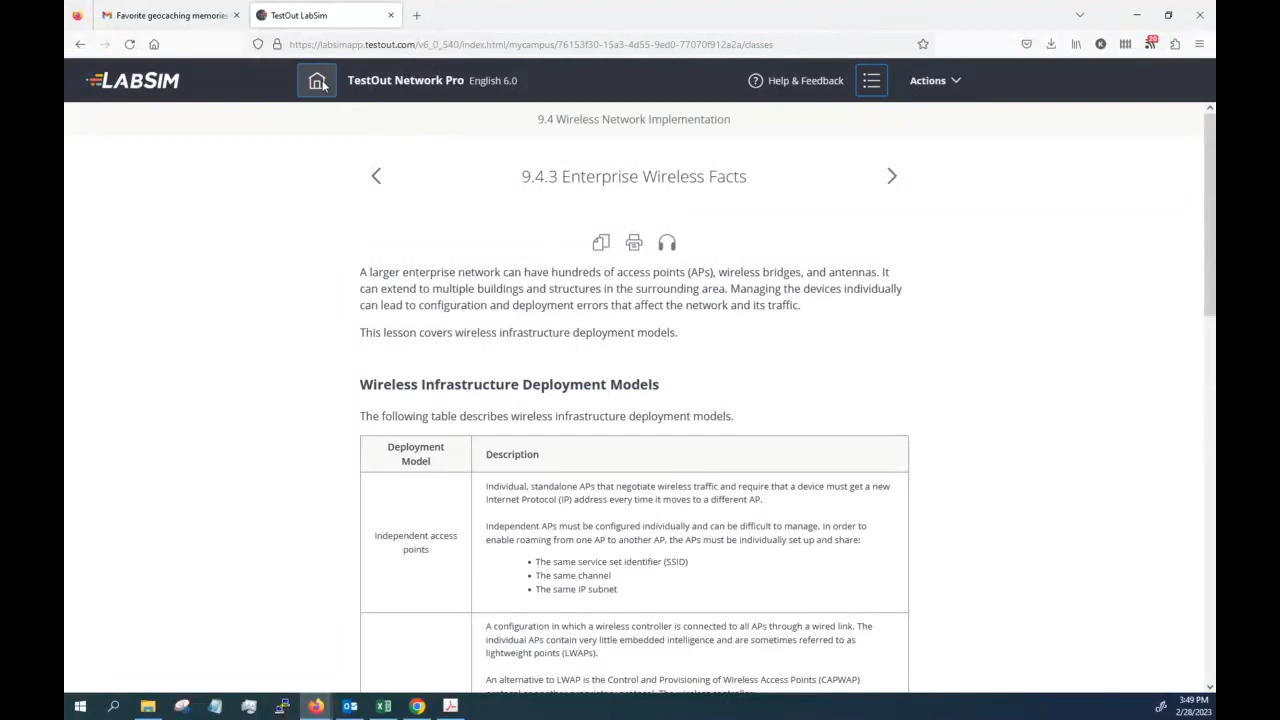 Favorite geocaching memories
TestOut LabSim
https://labsimapp.testout.com/v6_0_540/index.html/mycampus/76153f30-15a3-4d55-9ed0-77070f912a2a/classes
20
LABSIM
TestOut Network Pro English 6.0
Help & Feedback
Actions
9.4 Wireless Network Implementation
9.4.3 Enterprise Wireless Facts
A larger enterprise network can have hundreds of access points (APs), wireless bridges, and antennas. It
can extend to multiple buildings and structures in the surrounding area. Managing the devices individually
can lead to configuration and deployment errors that affect the network and its traffic.
This lesson covers wireless infrastructure deployment models.
Wireless Infrastructure Deployment Models
The following table describes wireless infrastructure deployment models.
Deployment
Model
Description
Independent access
points
Individual, standalone APs that negotiate wireless traffic and require that a device must get a new
Internet Protocol (IP) address every time it moves to a different AP.
Independent APs must be configured individually and can be difficult to manage. In order to
enable roaming from one AP to another AP, the APs must be individually set up and share:
• The same service set identifier (SSID)
• The same channel
• The same IP subnet
A configuration in which a wireless controller is connected to all APs through a wired link. The
individual APs contain very little embedded intelligence and are sometimes referred to as
lightweight points (LWAPs).
An alternative to LWAP is the Control and Provisioning of Wireless Access Points (CAPWAP)
3:49 PM
2/28/2023